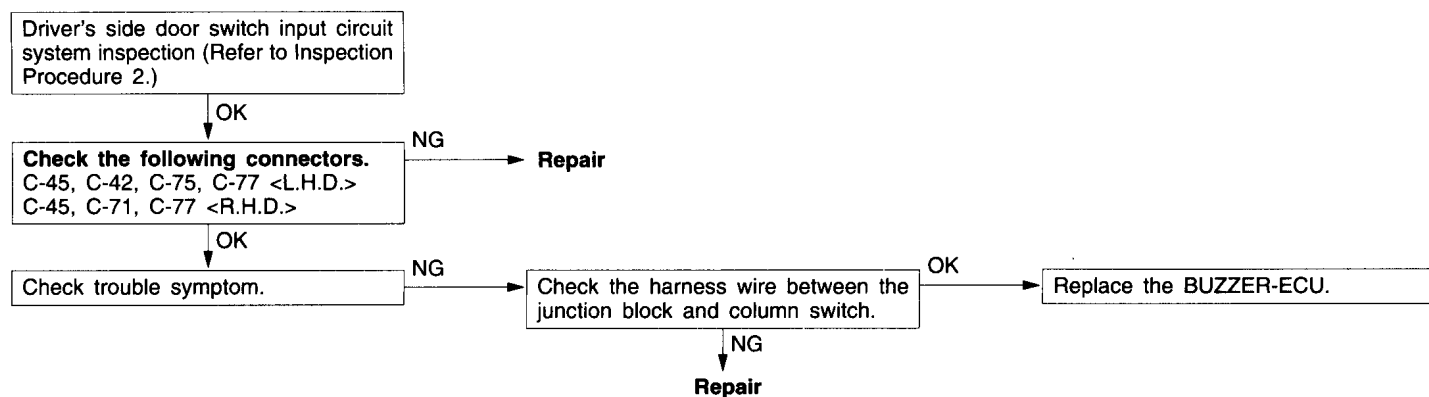 Driver's side door switch input circuit
system inspection (Refer to Inspection
Procedure 2.)
OK
Check the following connectors.
C-45, C-42, C-75, C-77 <L.H.D.>
C-45, C-71, C-77 <R.H.D.>
NG
Repair
OK
Check trouble symptom.
NG
Check the harness wire between the
junction block and column switch.
OK
Replace the BUZZER-ECU.
NG
Repair